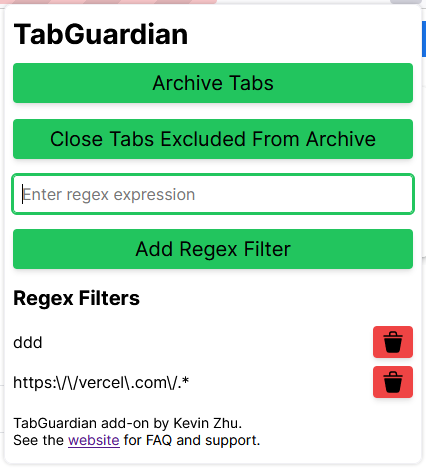 TabGuardian
Archive Tabs
Close Tabs Excluded From Archive
Enter regex expression
Add Regex Filter
Regex Filters
ddd
https:\/\/vercel\.com\/.*
TabGuardian add-on by Kevin Zhu.
See the website for FAQ and support.